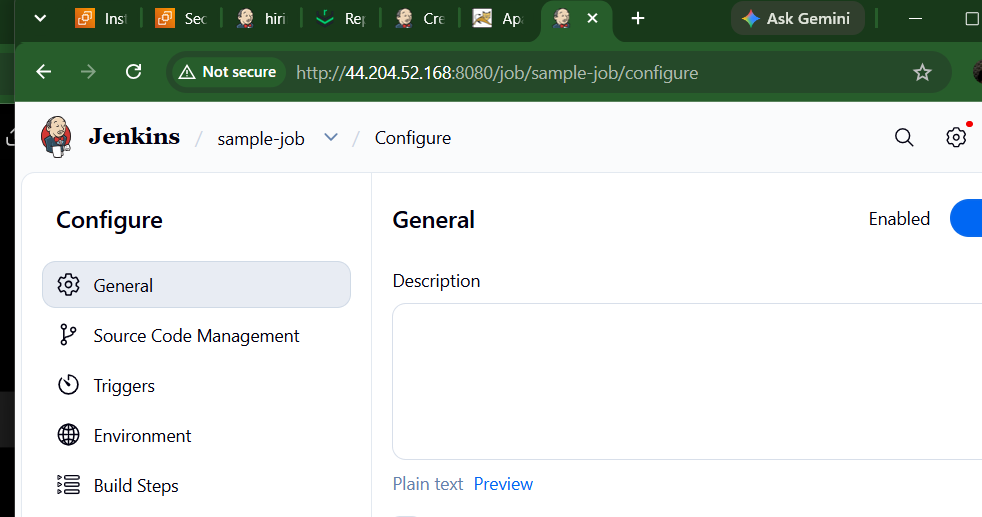 Inst
Sec
hiri
Rep
Cre
Apa
Ask Gemini
Not secure
http://44.204.52.168:8080/job/sample-job/configure
Jenkins / sample-job / Configure
Configure
General
Source Code Management
Triggers
Environment
Build Steps
General
Enabled
Description
Plain text Preview